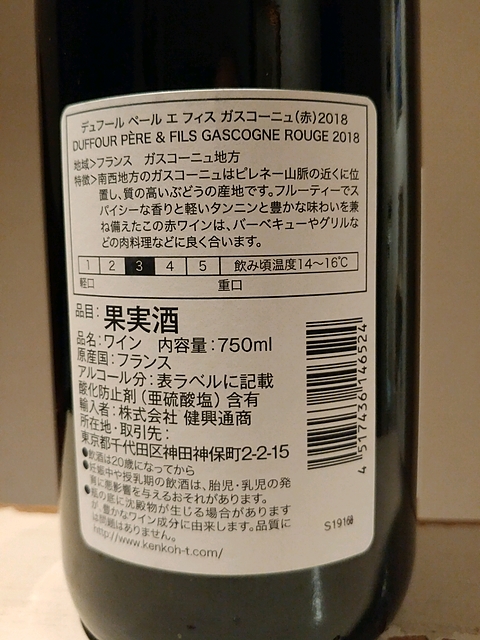 デュフール ペール エ フィス ガスコーニュ(赤)2018
DUFFOUR PÈRE & FILS GASCOGNE ROUGE 2018
地域>フランス ガスコーニュ地方
特徴>南西地方のガスコーニュはピレネー山脈の近くに位
置し、質の高いぶどうの産地です。フルーティーでス
パイシーな香りと軽いタンニンと豊かな味わいを兼
ね備えたこの赤ワインは、バーベキューやグリルな
どの肉料理などに良く合います。
1 2 3 4 5 飲み頃温度14〜16℃
軽口 重口
品目:果実酒
品名:ワイン 内容量:750ml
原産国:フランス
アルコール分:表ラベルに記載
酸化防止剤(亜硫酸塩)含有
輸入者:株式会社 健興通商
所在地・取引先:
東京都千代田区神田神保町2-2-15
●飲酒は20歳になってから
●妊娠中や授乳期の飲酒は、胎児・乳児の発
育に悪影響を与えるおそれがあります。
●瓶の底に沈殿物が生じる場合があります
が、豊かなワイン成分に由来します。品質に
は問題はありません。
http://www.kenkoh-t.com/
4 517436 146524